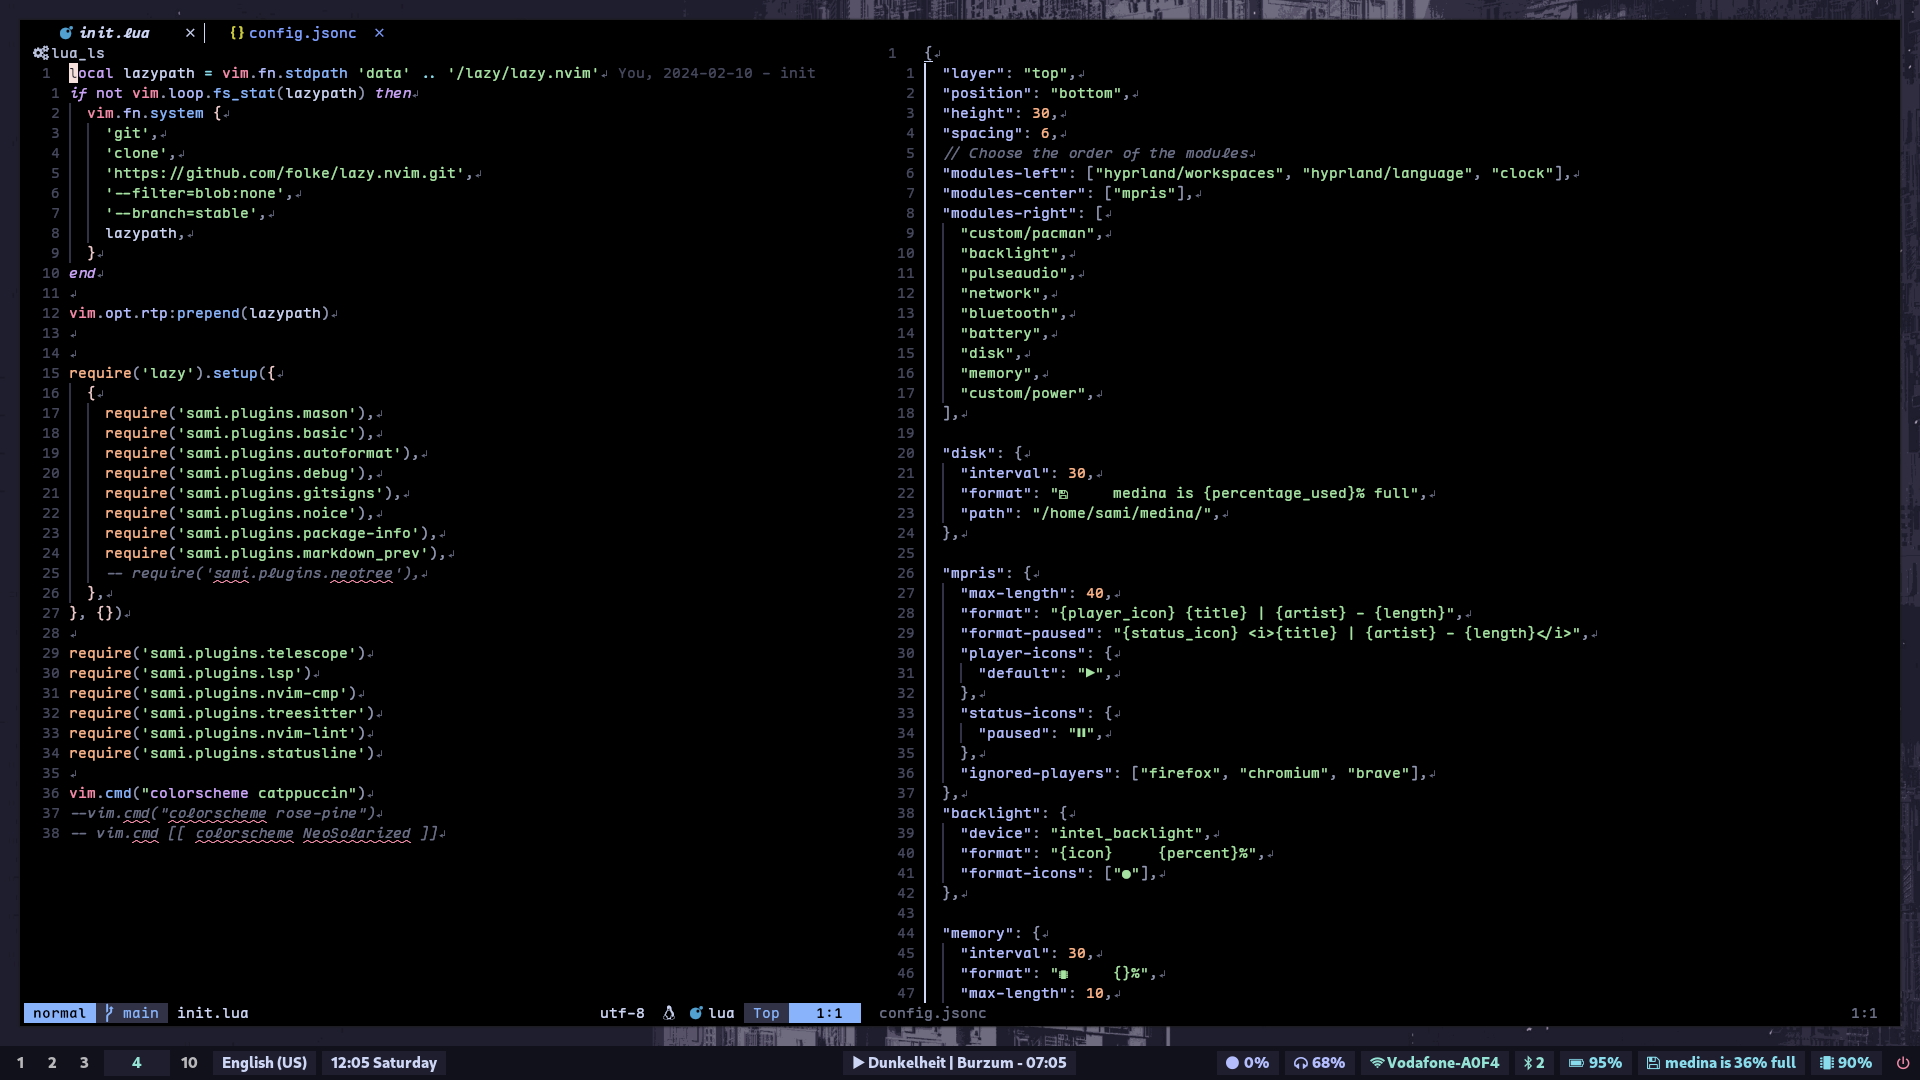 init.lua × {} config.jsonc ×
lua_ls
1 local lazypath = vim.fn.stdpath 'data' .. '/lazy/lazy.nvim' You, 2024-02-10 - init
1 if not vim.loop.fs_stat(lazypath) then
2 vim.fn.system {
3 'git',
4 'clone',
5 'https://github.com/folke/lazy.nvim.git',
6 '--filter=blob:none',
7 '--branch=stable',
8 lazypath,
9 }
10 end
11
12 vim.opt.rtp:prepend(lazypath)
13
14
15 require('lazy').setup({
16 {
17 require('sami.plugins.mason'),
18 require('sami.plugins.basic'),
19 require('sami.plugins.autoformat'),
20 require('sami.plugins.debug'),
21 require('sami.plugins.gitsigns'),
22 require('sami.plugins.noice'),
23 require('sami.plugins.package-info'),
24 require('sami.plugins.markdown_prev'),
25 -- require('sami.plugins.neotree'),
26 },
27 }, {})
28
29 require('sami.plugins.telescope')
30 require('sami.plugins.lsp')
31 require('sami.plugins.nvim-cmp')
32 require('sami.plugins.treesitter')
33 require('sami.plugins.nvim-lint')
34 require('sami.plugins.statusline')
35
36 vim.cmd("colorscheme catppuccin")
37 --vim.cmd("colorscheme rose-pine")
38 -- vim.cmd [[ colorscheme NeoSolarized ]]
normal main init.lua utf-8 lua Top 1:1
1 {
1 "layer": "top",
2 "position": "bottom",
3 "height": 30,
4 "spacing": 6,
5 // Choose the order of the modules
6 "modules-left": ["hyprland/workspaces", "hyprland/language", "clock"],
7 "modules-center": ["mpris"],
8 "modules-right": [
9 "custom/pacman",
10 "backlight",
11 "pulseaudio",
12 "network",
13 "bluetooth",
14 "battery",
15 "disk",
16 "memory",
17 "custom/power",
18 ],
19
20 "disk": {
21 "interval": 30,
22 "format": " medina is {percentage_used}% full",
23 "path": "/home/sami/medina/",
24 },
25
26 "mpris": {
27 "max-length": 40,
28 "format": "{player_icon} {title} | {artist} - {length}",
29 "format-paused": "{status_icon} <i>{title} | {artist} - {length}</i>",
30 "player-icons": {
31 "default": "▶",
32 },
33 "status-icons": {
34 "paused": "⏸",
35 },
36 "ignored-players": ["firefox", "chromium", "brave"],
37 },
38 "backlight": {
39 "device": "intel_backlight",
40 "format": "{icon} {percent}%",
41 "format-icons": ["●"],
42 },
43
44 "memory": {
45 "interval": 30,
46 "format": " {}%",
47 "max-length": 10,
config.jsonc 1:1
1 2 3 4 10 English (US) 12:05 Saturday ▶ Dunkelheit | Burzum - 07:05 0% 68% Vodafone-A0F4 2 95% medina is 36% full 90%